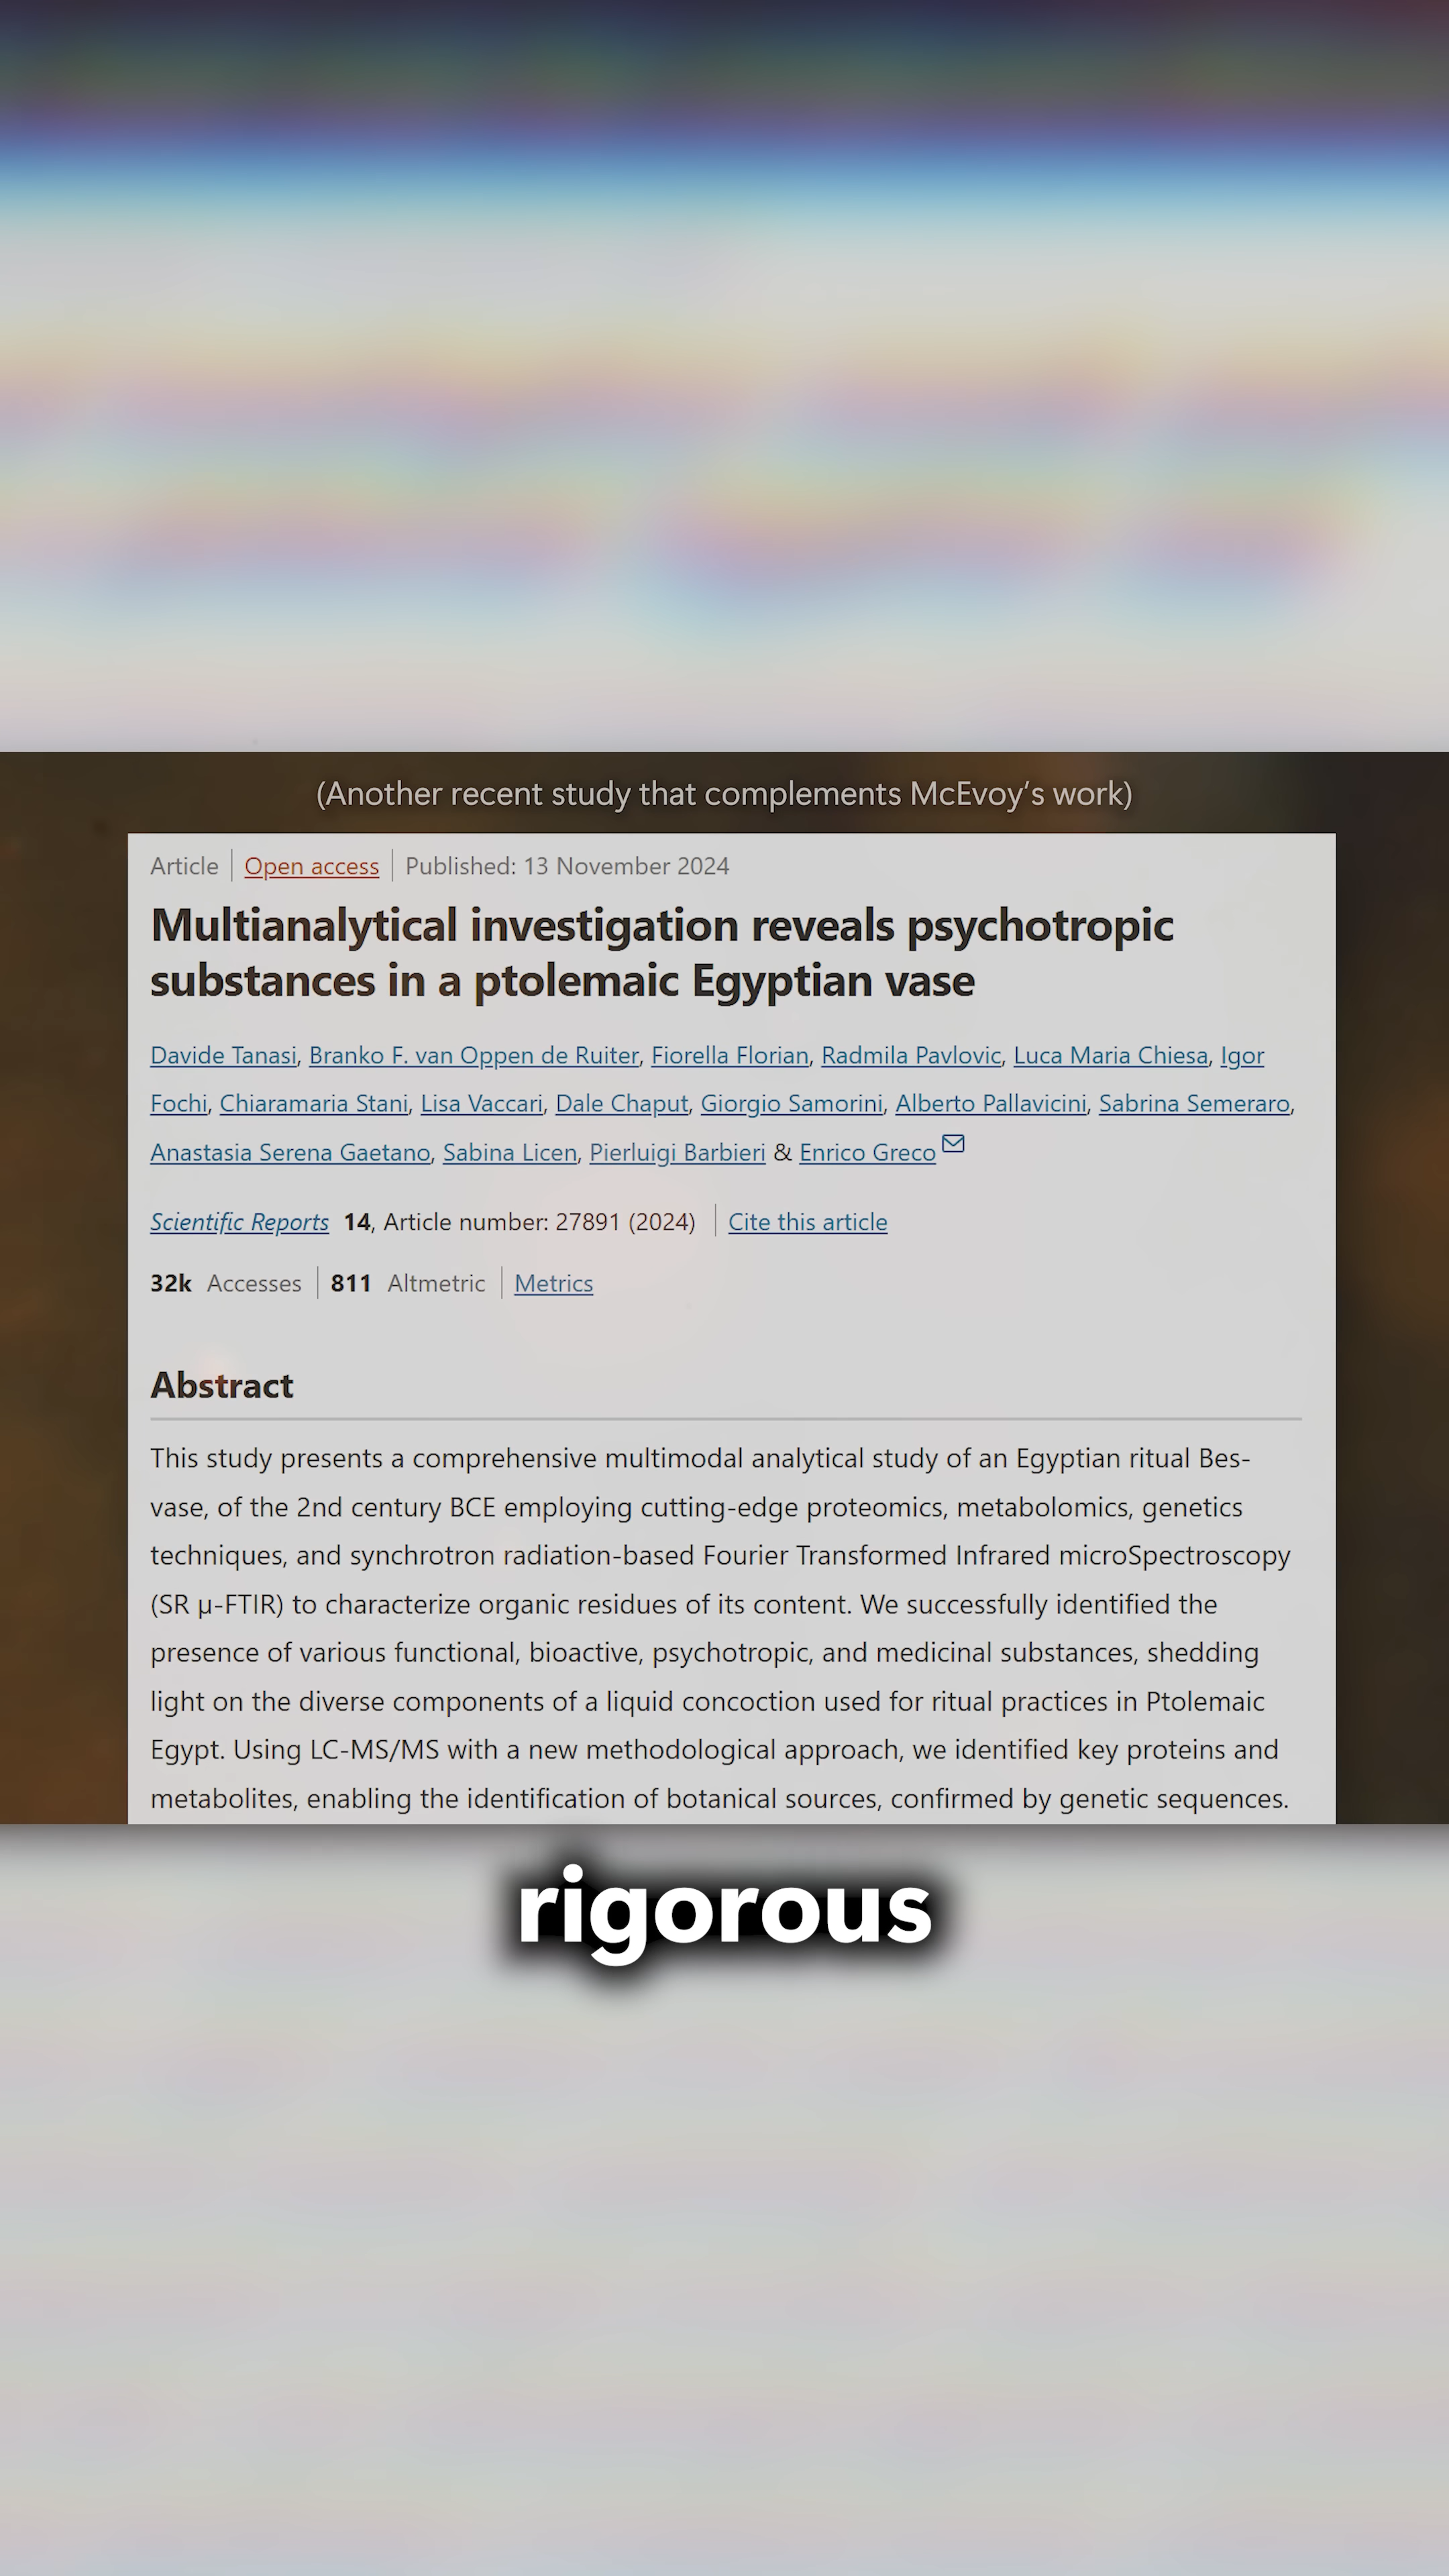 (Another recent study that complements McEvoy's work)
Article | Open access | Published: 13 November 2024
Multianalytical investigation reveals psychotropic
substances in a ptolemaic Egyptian vase
Davide Tanasi, Branko F. van Oppen de Ruiter, Fiorella Florian, Radmila Pavlovic, Luca Maria Chiesa, Igor
Fochi, Chiaramaria Stani, Lisa Vaccari, Dale Chaput, Giorgio Samorini, Alberto Pallavicini, Sabrina Semeraro,
Anastasia Serena Gaetano, Sabina Licen, Pierluigi Barbieri & Enrico Greco
Scientific Reports 14, Article number: 27891 (2024) | Cite this article
32k Accesses | 811 Altmetric | Metrics
Abstract
This study presents a comprehensive multimodal analytical study of an Egyptian ritual Bes-
vase, of the 2nd century BCE employing cutting-edge proteomics, metabolomics, genetics
techniques, and synchrotron radiation-based Fourier Transformed Infrared microSpectroscopy
(SR µ-FTIR) to characterize organic residues of its content. We successfully identified the
presence of various functional, bioactive, psychotropic, and medicinal substances, shedding
light on the diverse components of a liquid concoction used for ritual practices in Ptolemaic
Egypt. Using LC-MS/MS with a new methodological approach, we identified key proteins and
metabolites, enabling the identification of botanical sources, confirmed by genetic sequences.
rigorous